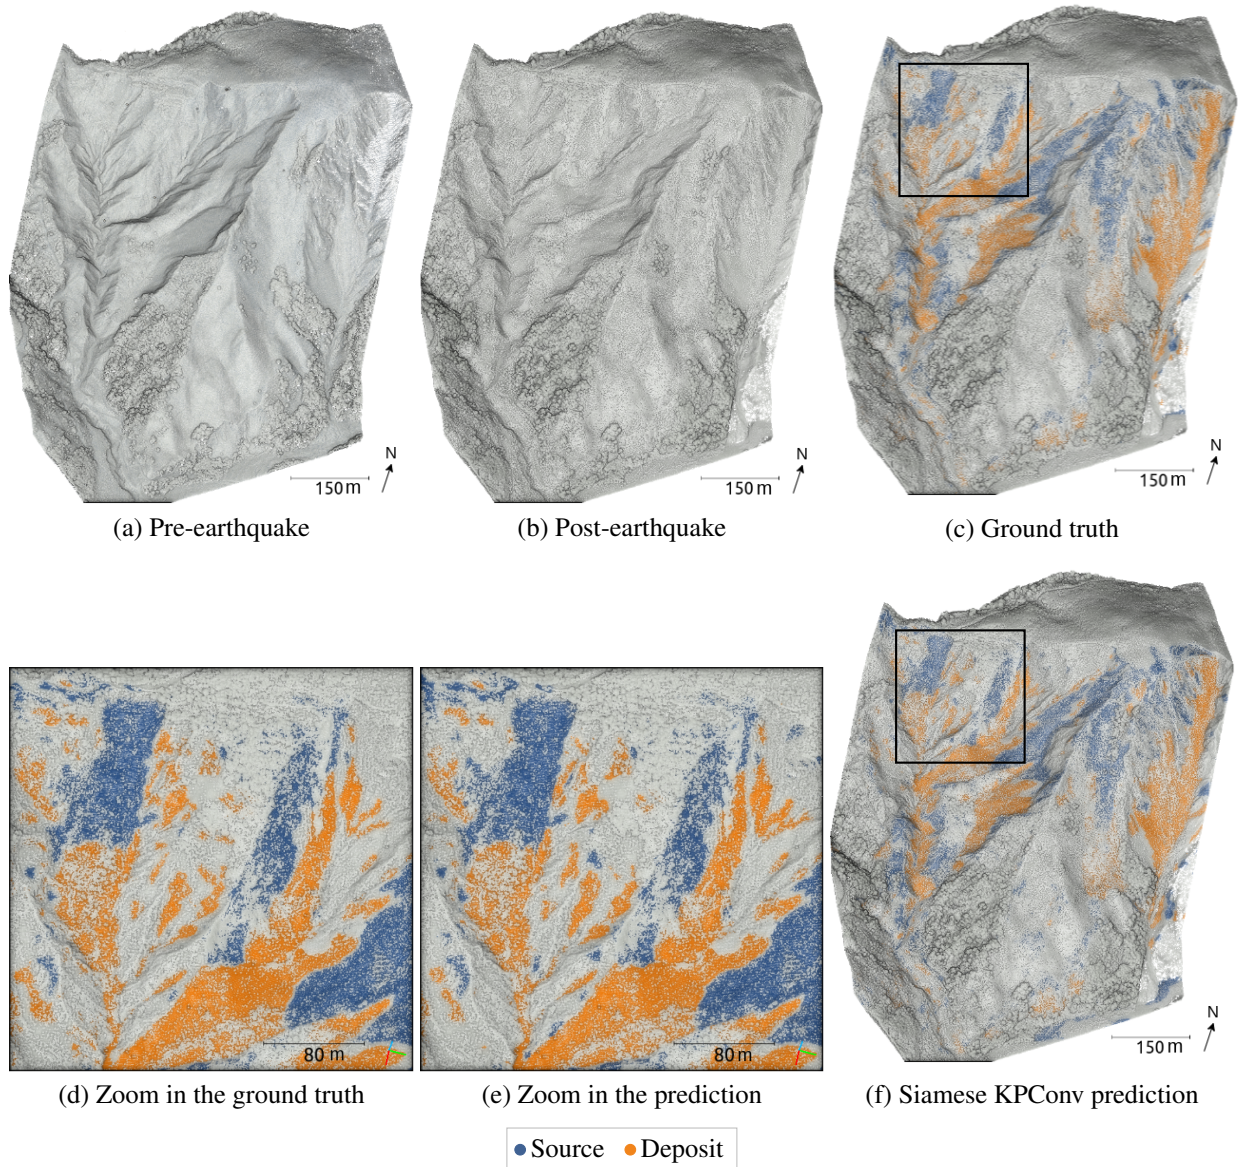 N
150 m
(a) Pre-earthquake
N
150 m
(b) Post-earthquake
N
150 m
(c) Ground truth
80 m
(d) Zoom in the ground truth
80 m
(e) Zoom in the prediction
N
150 m
(f) Siamese KPConv prediction
Source Deposit